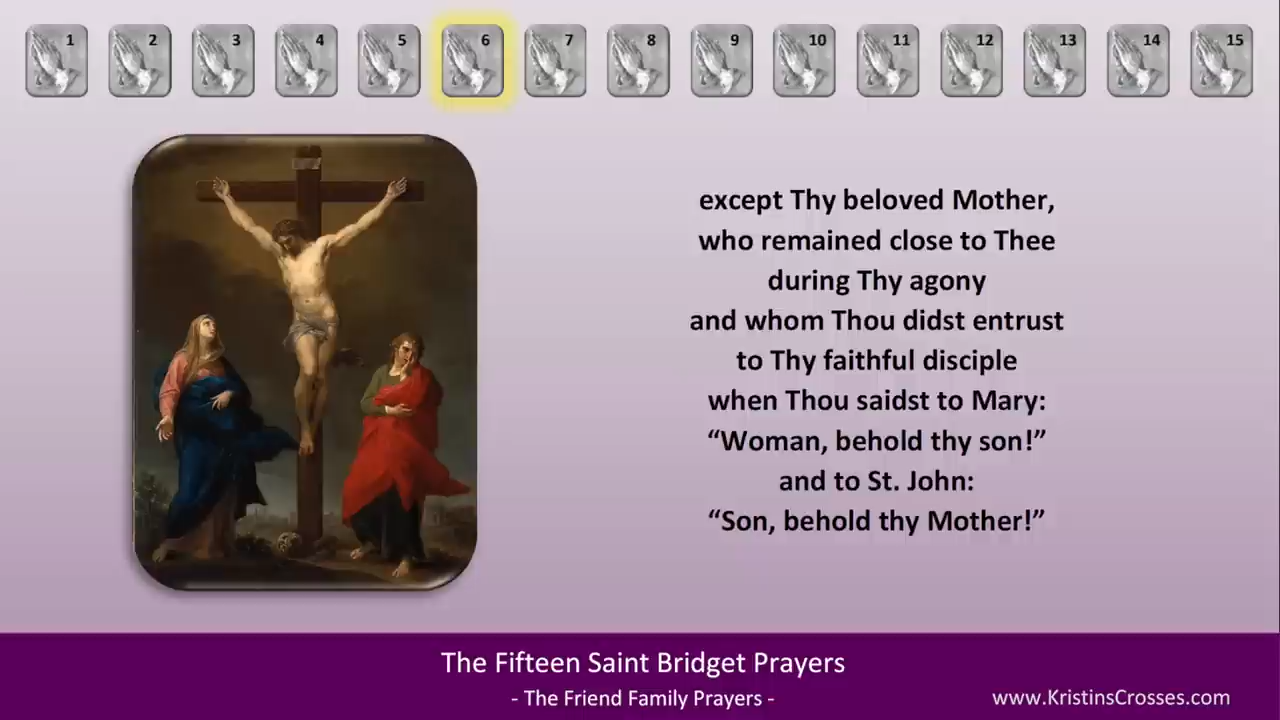 1 2 3 4 5 6 7 8 9 10 11 12 13 14 15
except Thy beloved Mother,
who remained close to Thee
during Thy agony
and whom Thou didst entrust
to Thy faithful disciple
when Thou saidst to Mary:
“Woman, behold thy son!”
and to St. John:
“Son, behold thy Mother!”
The Fifteen Saint Bridget Prayers
- The Friend Family Prayers -
www.KristinsCrosses.com